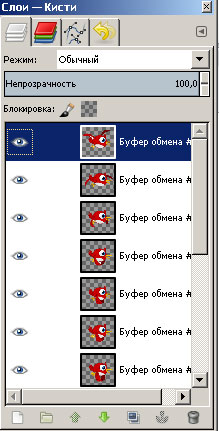 Слои — Кисти
Режим: Обычный
Непрозрачность 100,0
Блокировка:
Буфер обмена #
Буфер обмена #
Буфер обмена #
Буфер обмена #
Буфер обмена #
Буфер обмена #
Буфер обмена #